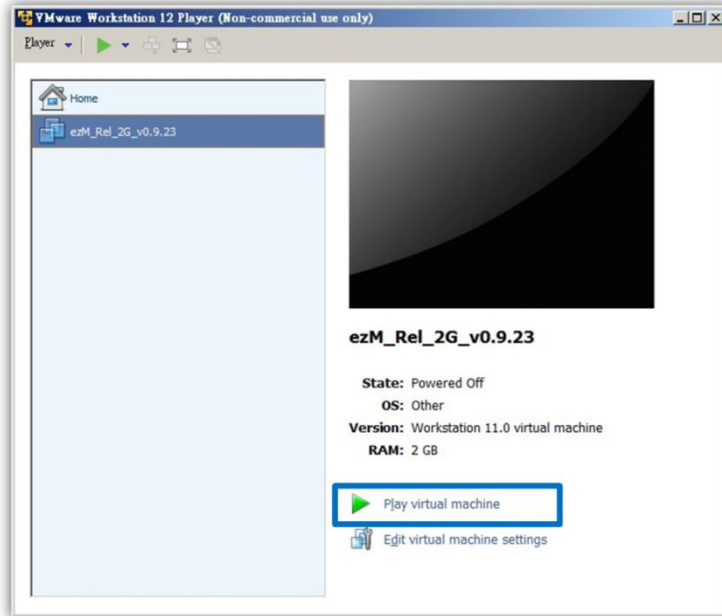 VMware Workstation 12 Player (Non-commercial use only)
Player
Home
ezM_Rel_2G_v0.9.23
ezM_Rel_2G_v0.9.23
State: Powered Off
OS: Other
Version: Workstation 11.0 virtual machine
RAM: 2 GB
Play virtual machine
Edit virtual machine settings